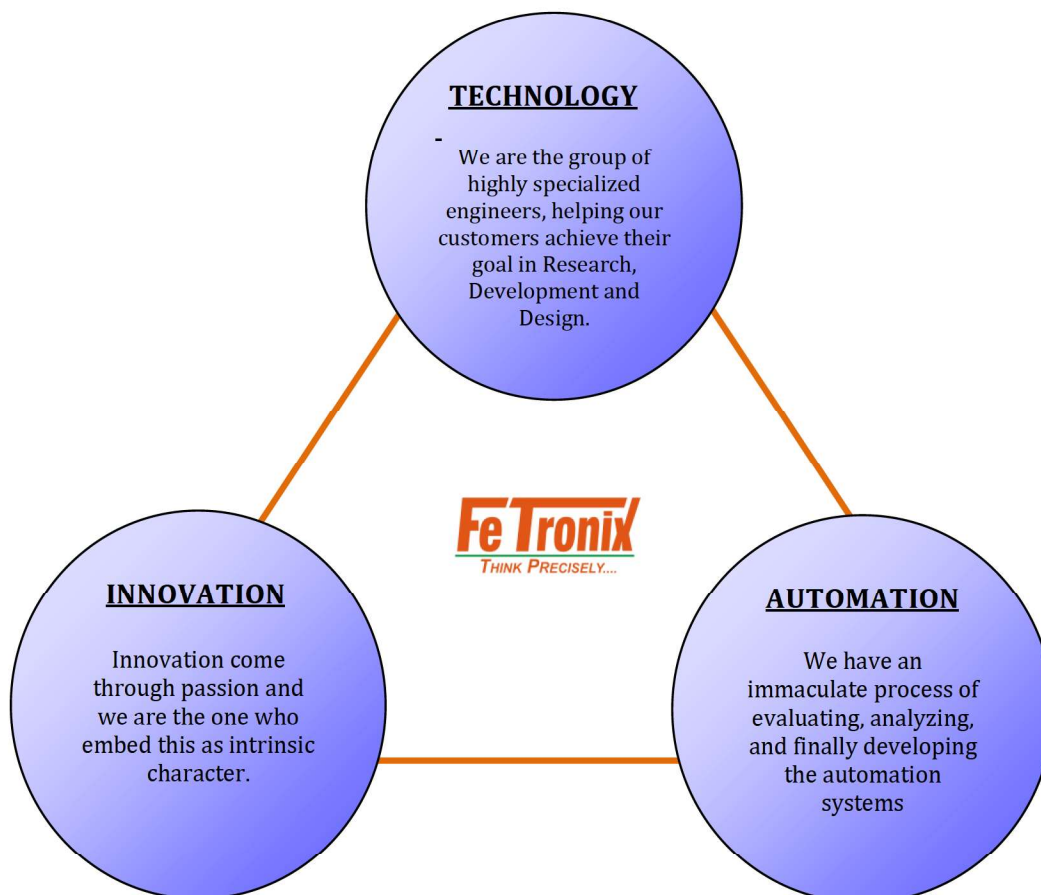 TECHNOLOGY
-
We are the group of
highly specialized
engineers, helping our
customers achieve their
goal in Research,
Development and
Design.
Fe Tronix
THINK PRECISELY....
INNOVATION
Innovation come
through passion and
we are the one who
embed this as intrinsic
character.
AUTOMATION
We have an
immaculate process of
evaluating, analyzing,
and finally developing
the automation
systems